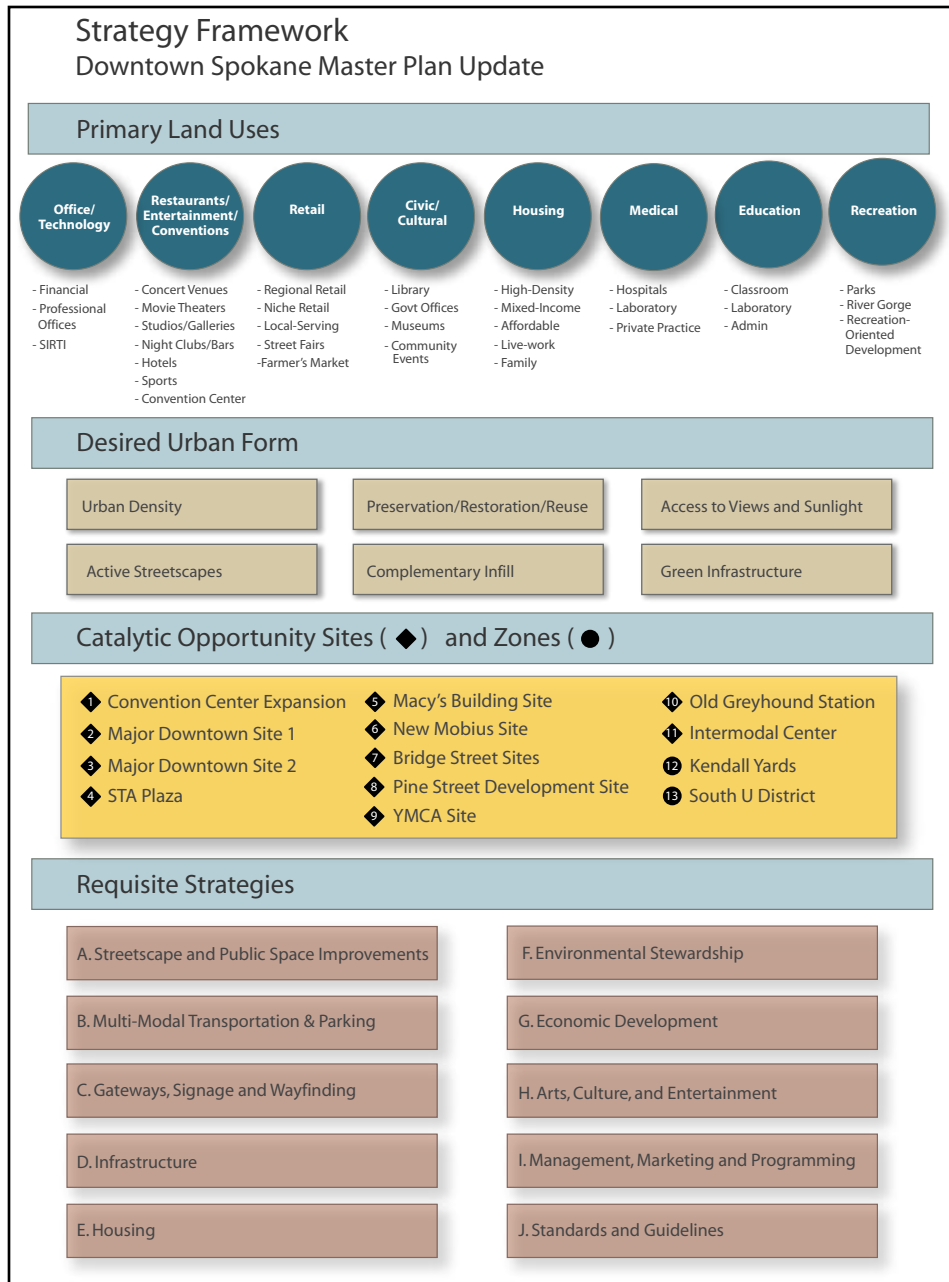 Strategy Framework
Downtown Spokane Master Plan Update
Primary Land Uses
Office/
Technology
- Financial
- Professional
Offices
- SIRTI
Restaurants/
Entertainment/
Conventions
- Concert Venues
- Movie Theaters
- Studios/Galleries
- Night Clubs/Bars
- Hotels
- Sports
- Convention Center
Retail
- Regional Retail
- Niche Retail
- Local-Serving
- Street Fairs
-Farmer's Market
Civic/
Cultural
- Library
- Govt Offices
- Museums
- Community
Events
Housing
- High-Density
- Mixed-Income
- Affordable
- Live-work
- Family
Medical
- Hospitals
- Laboratory
- Private Practice
Education
- Classroom
- Laboratory
- Admin
Recreation
- Parks
- River Gorge
- Recreation-
Oriented
Development
Desired Urban Form
Urban Density
Preservation/Restoration/Reuse
Access to Views and Sunlight
Active Streetscapes
Complementary Infill
Green Infrastructure
Catalytic Opportunity Sites ( ◆ ) and Zones ( ● )
1 Convention Center Expansion
2 Major Downtown Site 1
3 Major Downtown Site 2
4 STA Plaza
5 Macy's Building Site
6 New Mobius Site
7 Bridge Street Sites
8 Pine Street Development Site
9 YMCA Site
10 Old Greyhound Station
11 Intermodal Center
12 Kendall Yards
13 South U District
Requisite Strategies
A. Streetscape and Public Space Improvements
B. Multi-Modal Transportation & Parking
C. Gateways, Signage and Wayfinding
D. Infrastructure
E. Housing
F. Environmental Stewardship
G. Economic Development
H. Arts, Culture, and Entertainment
I. Management, Marketing and Programming
J. Standards and Guidelines